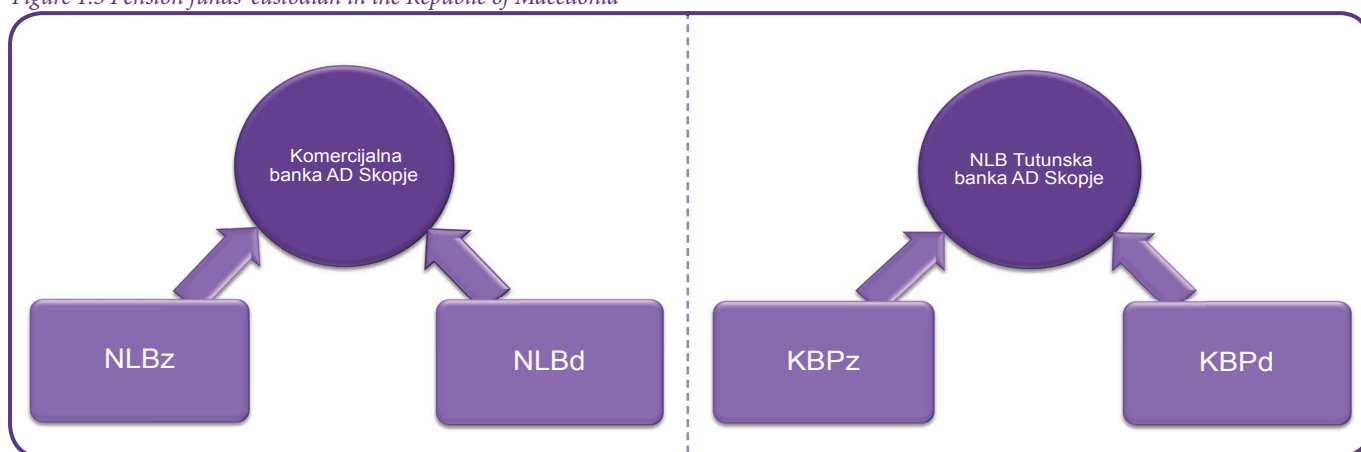 Figure 1.3 Pension funds' custodian in the Republic of Macedonia
Komercijalna
banka AD Skopje
NLB Tutunska
banka AD Skopje
NLBz
NLBd
KBPz
KBPd